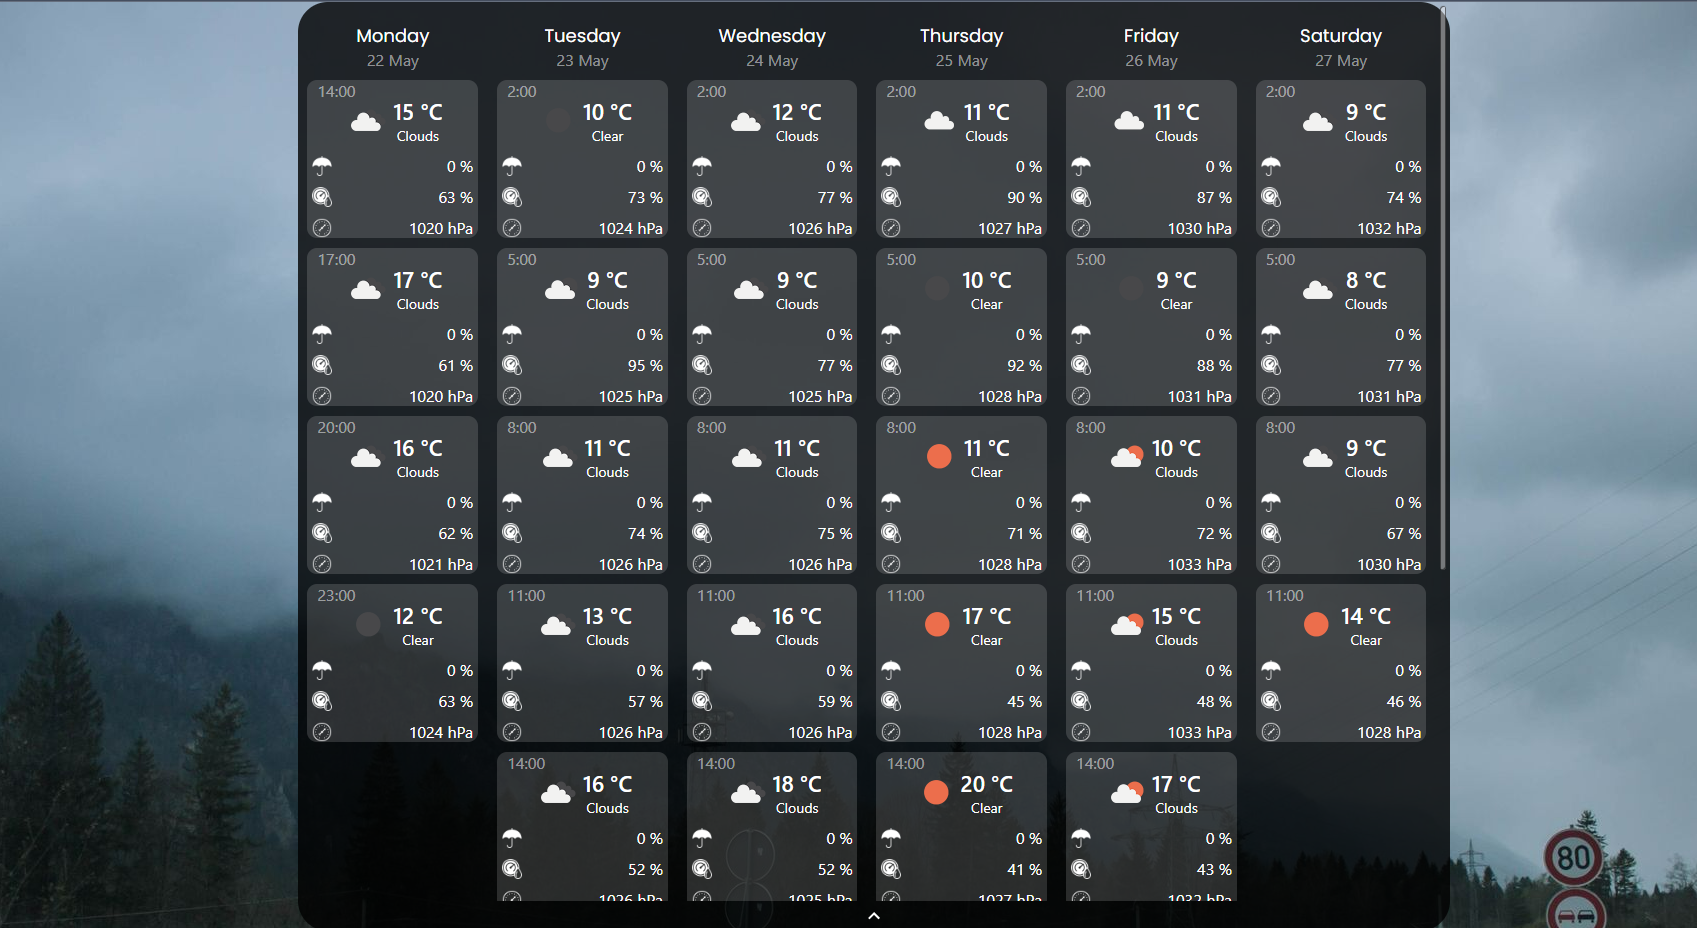 Monday
22 May
14:00
15 °C
Clouds
0 %
63 %
1020 hPa
17:00
17 °C
Clouds
0 %
61 %
1020 hPa
20:00
16 °C
Clouds
0 %
62 %
1021 hPa
23:00
12 °C
Clear
0 %
63 %
1024 hPa
Tuesday
23 May
2:00
10 °C
Clear
0 %
73 %
1024 hPa
5:00
9 °C
Clouds
0 %
95 %
1025 hPa
8:00
11 °C
Clouds
0 %
74 %
1026 hPa
11:00
13 °C
Clouds
0 %
57 %
1026 hPa
14:00
16 °C
Clouds
0 %
52 %
1026 hPa
Wednesday
24 May
2:00
12 °C
Clouds
0 %
77 %
1026 hPa
5:00
9 °C
Clouds
0 %
77 %
1025 hPa
8:00
11 °C
Clouds
0 %
75 %
1026 hPa
11:00
16 °C
Clouds
0 %
59 %
1026 hPa
14:00
18 °C
Clouds
0 %
52 %
1025 hPa
Thursday
25 May
2:00
11 °C
Clouds
0 %
90 %
1027 hPa
5:00
10 °C
Clear
0 %
92 %
1028 hPa
8:00
11 °C
Clear
0 %
71 %
1028 hPa
11:00
17 °C
Clear
0 %
45 %
1028 hPa
14:00
20 °C
Clear
0 %
41 %
1027 hPa
Friday
26 May
2:00
11 °C
Clouds
0 %
87 %
1030 hPa
5:00
9 °C
Clear
0 %
88 %
1031 hPa
8:00
10 °C
Clouds
0 %
72 %
1033 hPa
11:00
15 °C
Clouds
0 %
48 %
1033 hPa
14:00
17 °C
Clouds
0 %
43 %
1032 hPa
Saturday
27 May
2:00
9 °C
Clouds
0 %
74 %
1032 hPa
5:00
8 °C
Clouds
0 %
77 %
1031 hPa
8:00
9 °C
Clouds
0 %
67 %
1030 hPa
11:00
14 °C
Clear
0 %
46 %
1028 hPa
80